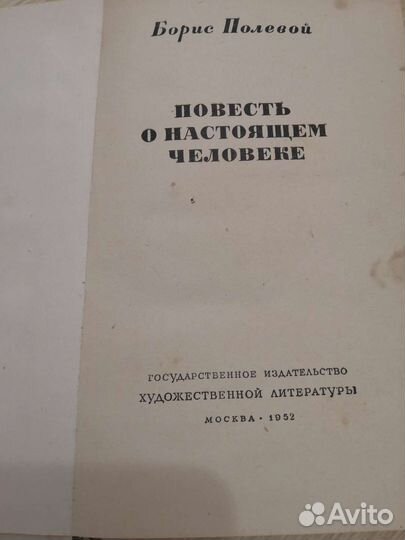 Борис Полевой
ПОВЕСТЬ
О НАСТОЯЩЕМ
ЧЕЛОВЕКЕ
ГОСУДАРСТВЕННОЕ ИЗДАТЕЛЬСТВО
ХУДОЖЕСТВЕННОЙ ЛИТЕРАТУРЫ
МОСКВА • 1952
Avito